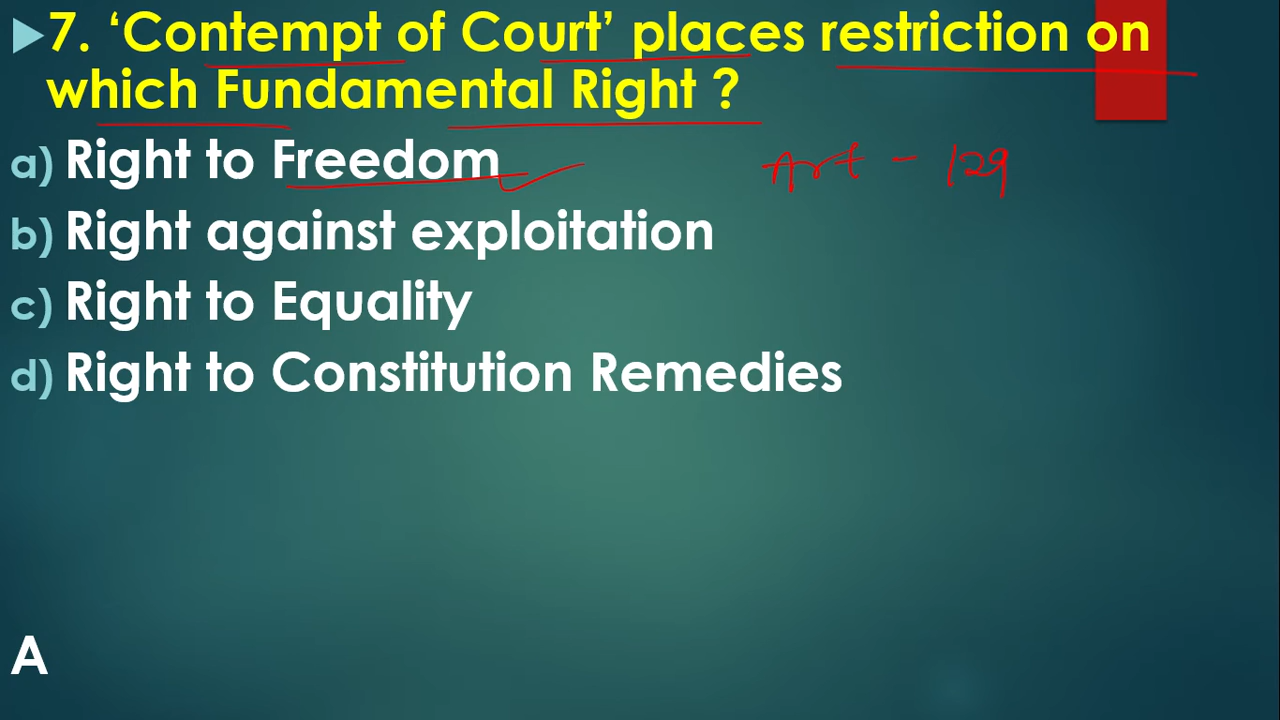 7. ‘Contempt of Court’ places restriction on
which Fundamental Right ?
a) Right to Freedom
Art - 129
b) Right against exploitation
c) Right to Equality
d) Right to Constitution Remedies
A